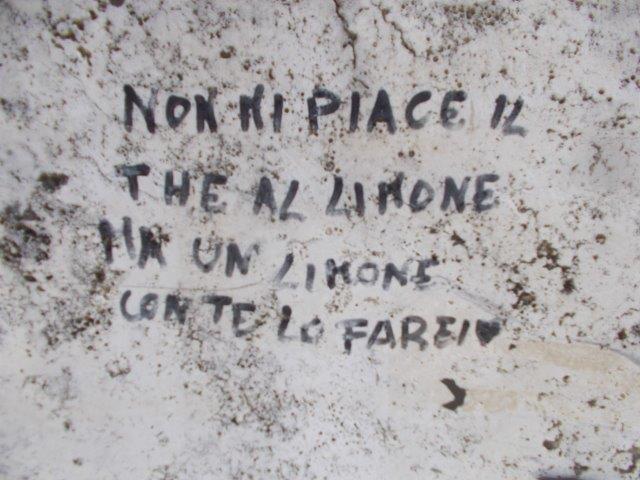 NON MI PIACE IL
THE AL LIMONE
MA UN LIMONE
CON TE LO FAREI♥